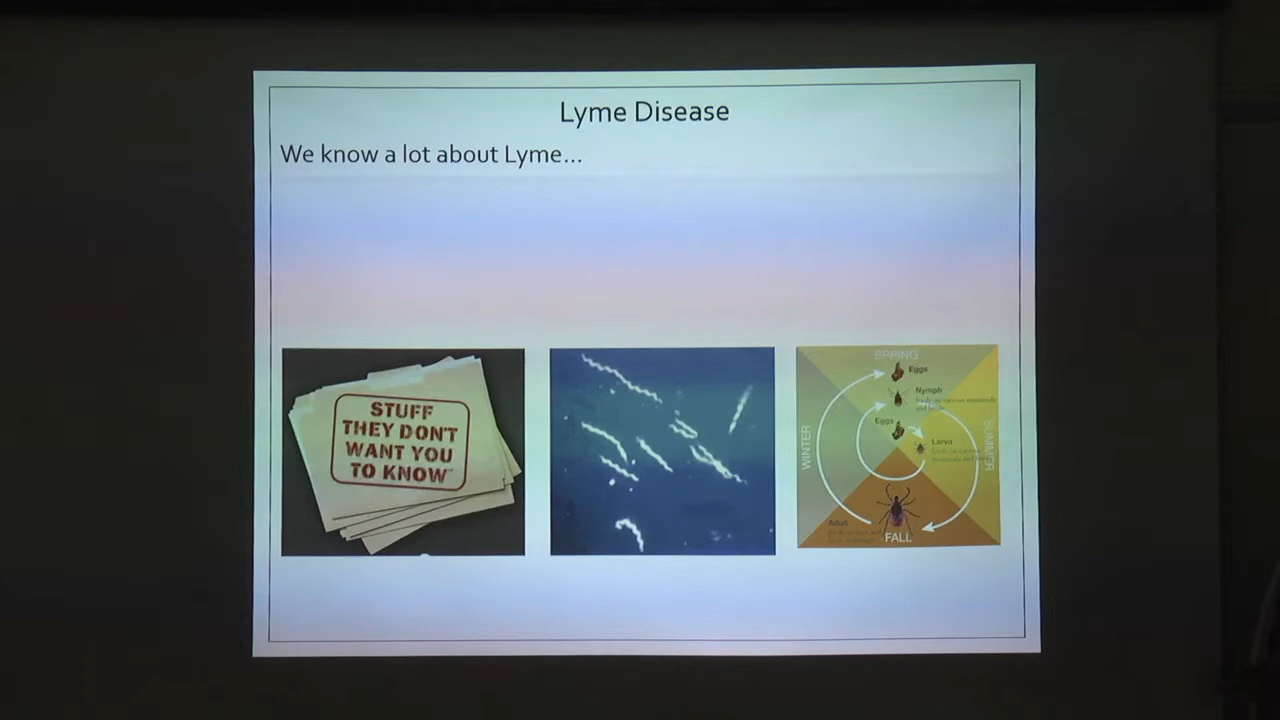 Lyme Disease
We know a lot about Lyme...
STUFF
THEY DON'T
WANT YOU
TO KNOW
SPRING
Eggs
Nymph
Eggs
Larva
WINTER
SUMMER
Adult
FALL